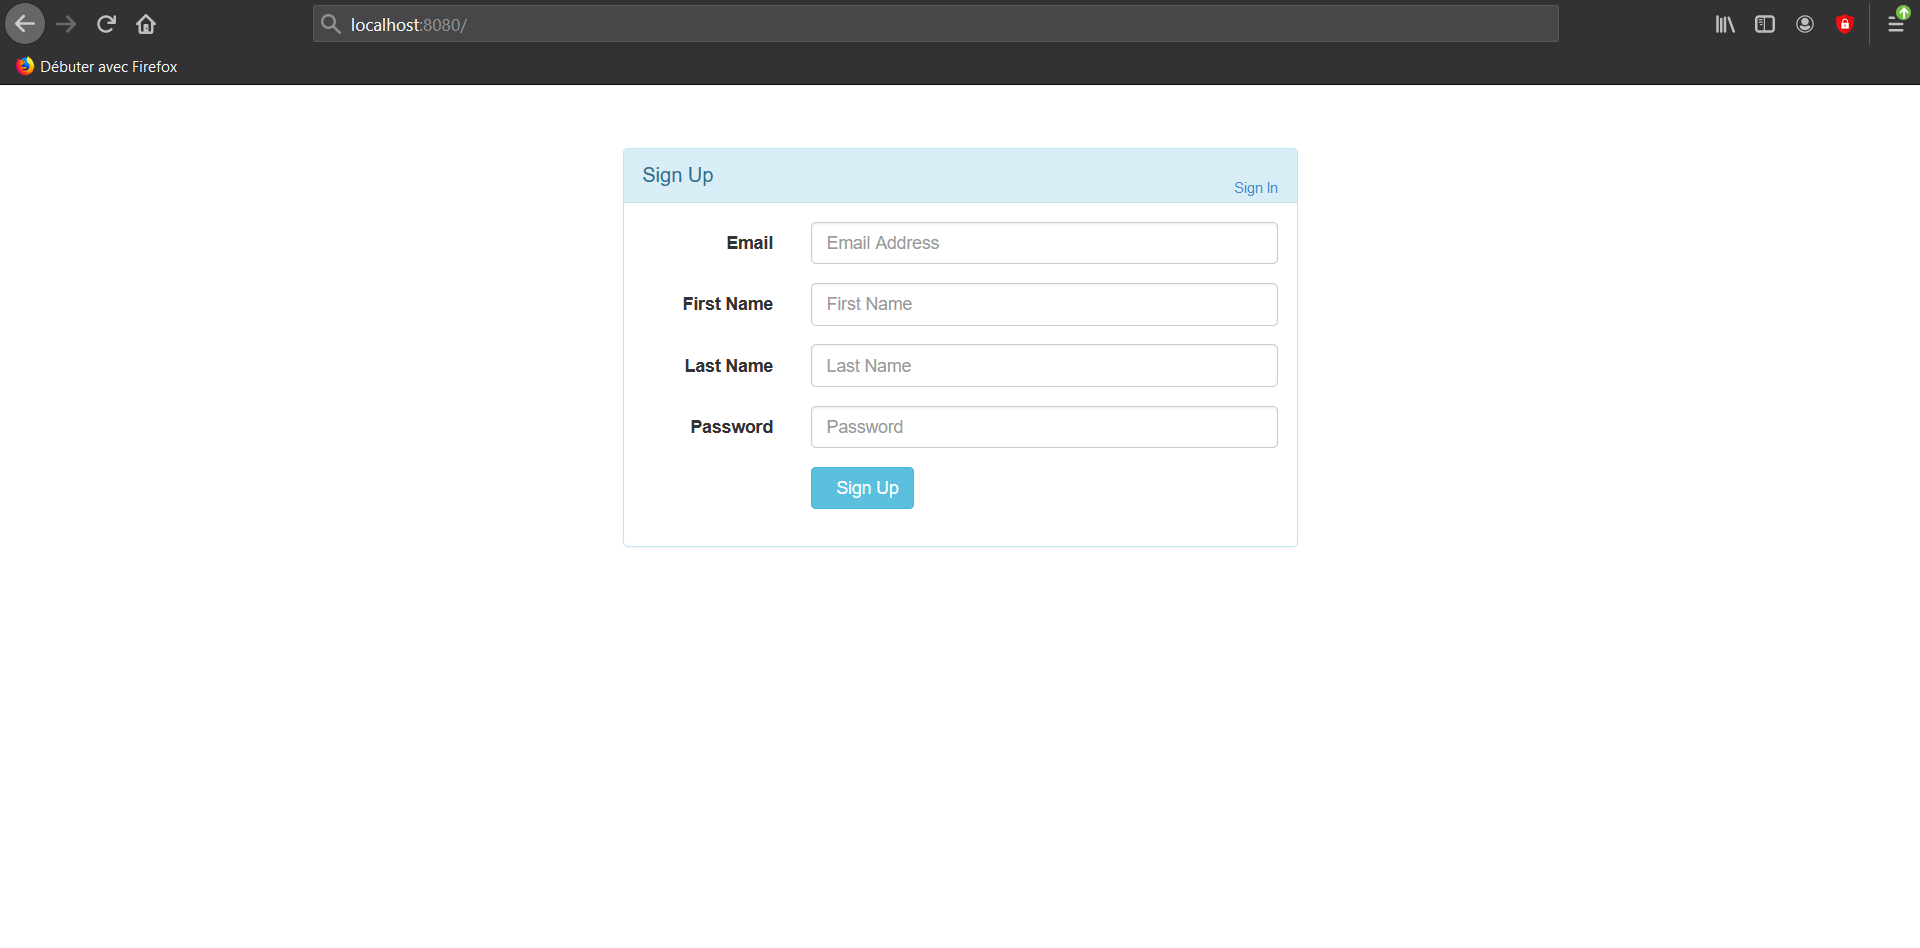 localhost:8080/
Débuter avec Firefox
Sign Up
Sign In
Email
Email Address
First Name
First Name
Last Name
Last Name
Password
Password
Sign Up